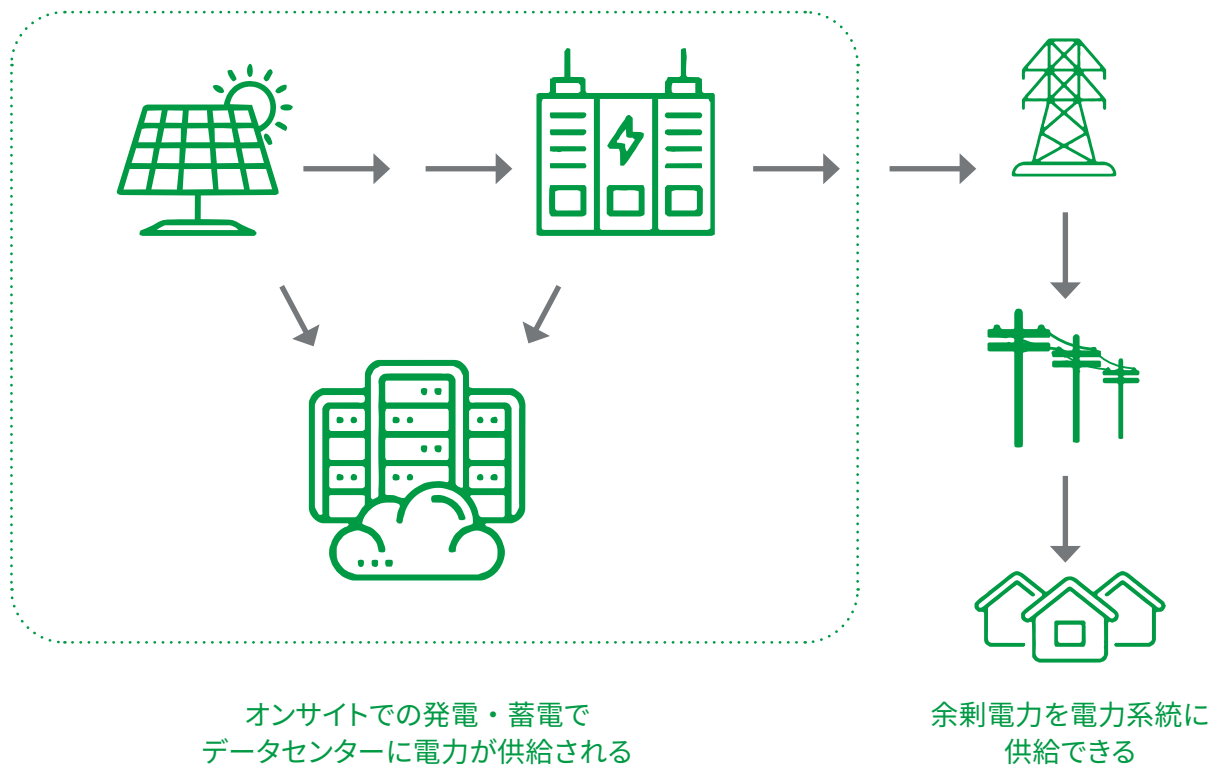 オンサイトでの発電・蓄電で
データセンターに電力が供給される
余剰電力を電力系統に
供給できる